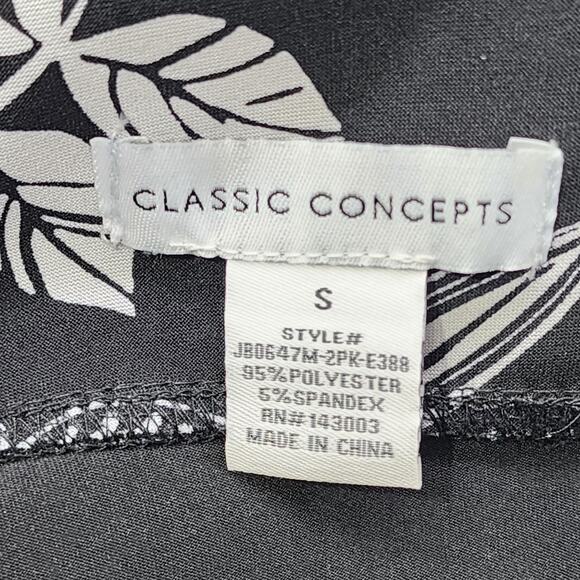 CLASSIC CONCEPTS
S
STYLE#
JB0647M-2PK-E388
95%POLYESTER
5%SPANDEX
RN#143003
MADE IN CHINA